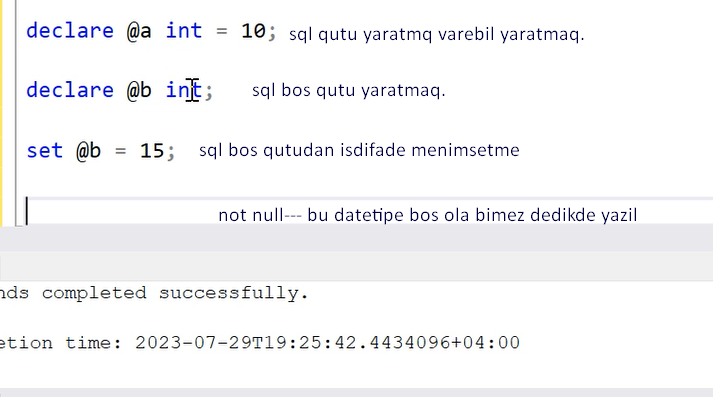 declare @a int = 10; sql qutu yaratmq varebil yaratmaq.
declare @b int; sql bos qutu yaratmaq.
set @b = 15; sql bos qutudan isdifade menimsetme
not null--- bu datetipe bos ola bimez dedikde yazil
nds completed successfully.
etion time: 2023-07-29T19:25:42.4434096+04:00